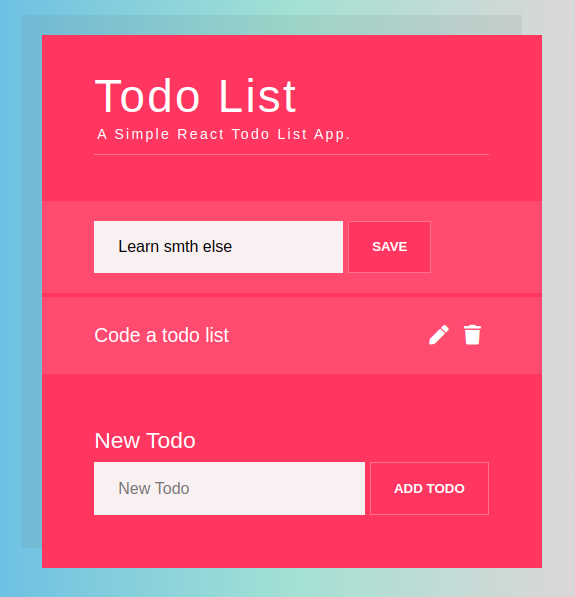 Todo List
A Simple React Todo List App.
Learn smth else SAVE
Code a todo list
New Todo
New Todo ADD TODO